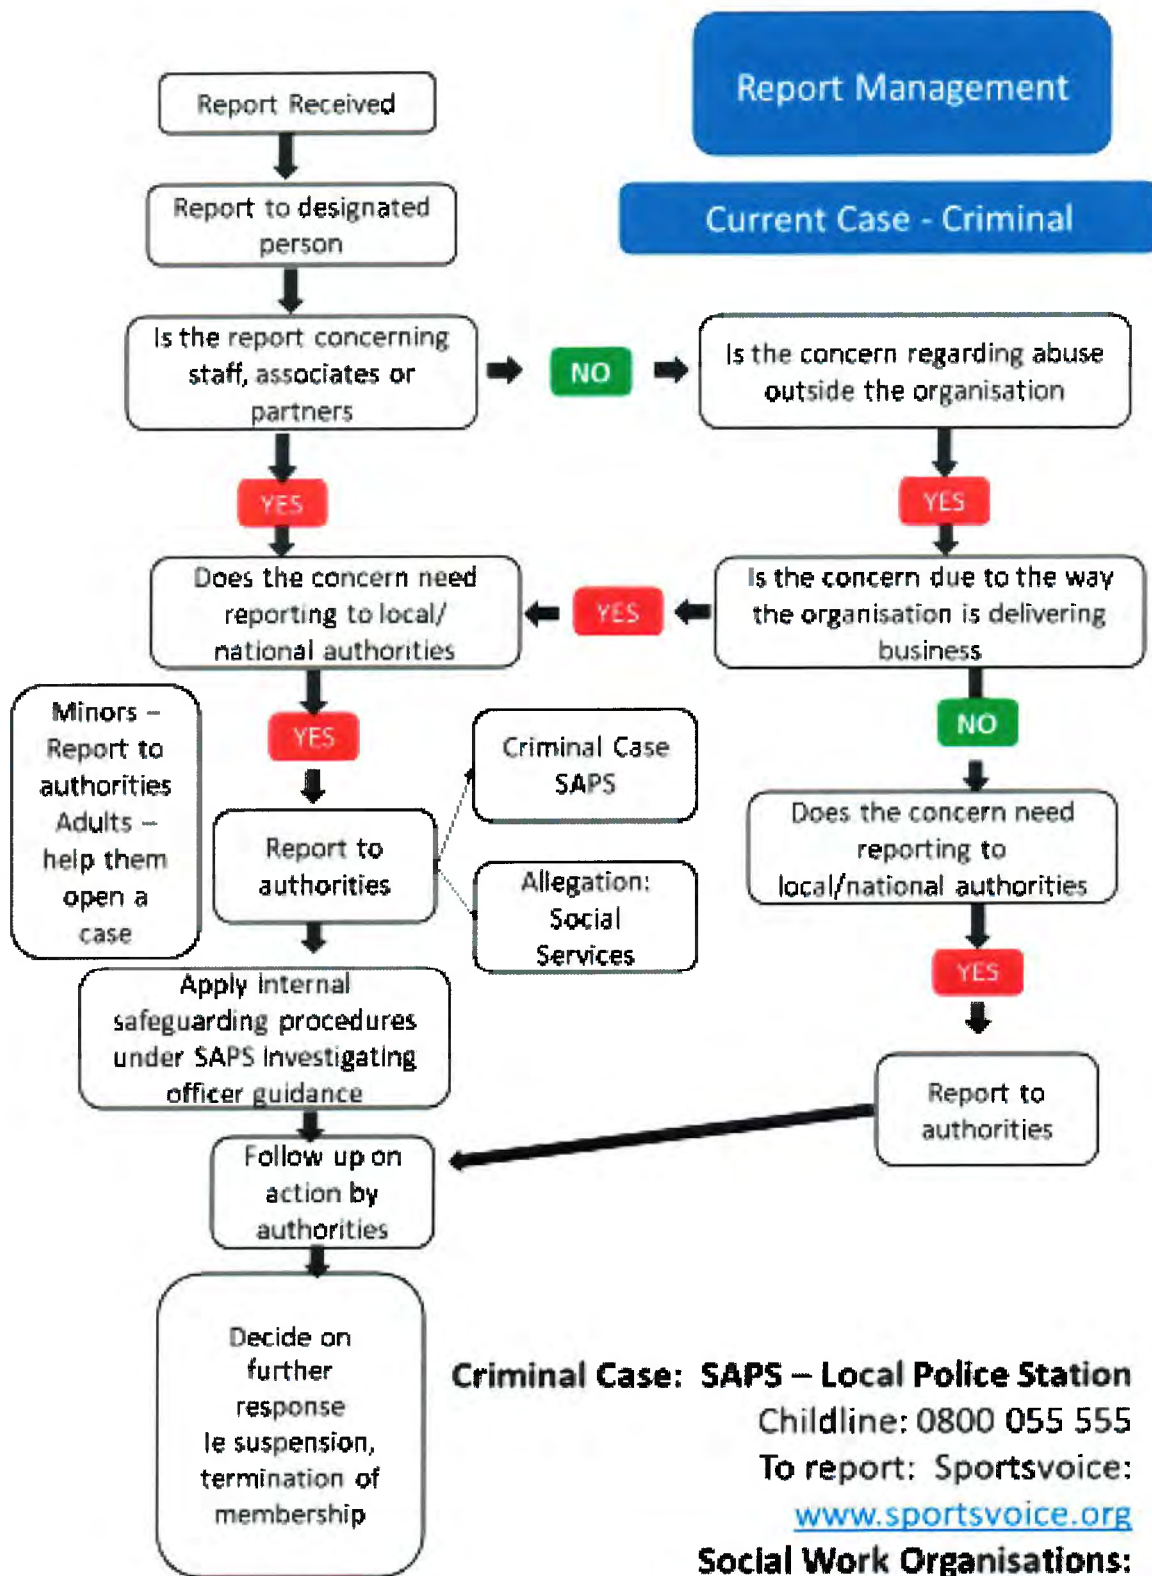 Report Management
Current Case - Criminal
Report Received
Report to designated
person
Is the report concerning
staff, associates or
partners
NO
Is the concern regarding abuse
outside the organisation
YES
YES
Does the concern need
reporting to local/
national authorities
YES
Is the concern due to the way
the organisation is delivering
business
Minors –
Report to
authorities
Adults –
help them
open a
case
YES
NO
Criminal Case
SAPS
Report to
authorities
Allegation:
Social
Services
Does the concern need
reporting to
local/national authorities
YES
Apply internal
safeguarding procedures
under SAPS investigating
officer guidance
Report to
authorities
Follow up on
action by
authorities
Decide on
further
response
Ie suspension,
termination of
membership
Criminal Case: SAPS – Local Police Station
Childline: 0800 055 555
To report: Sportsvoice:
www.sportsvoice.org
Social Work Organisations: